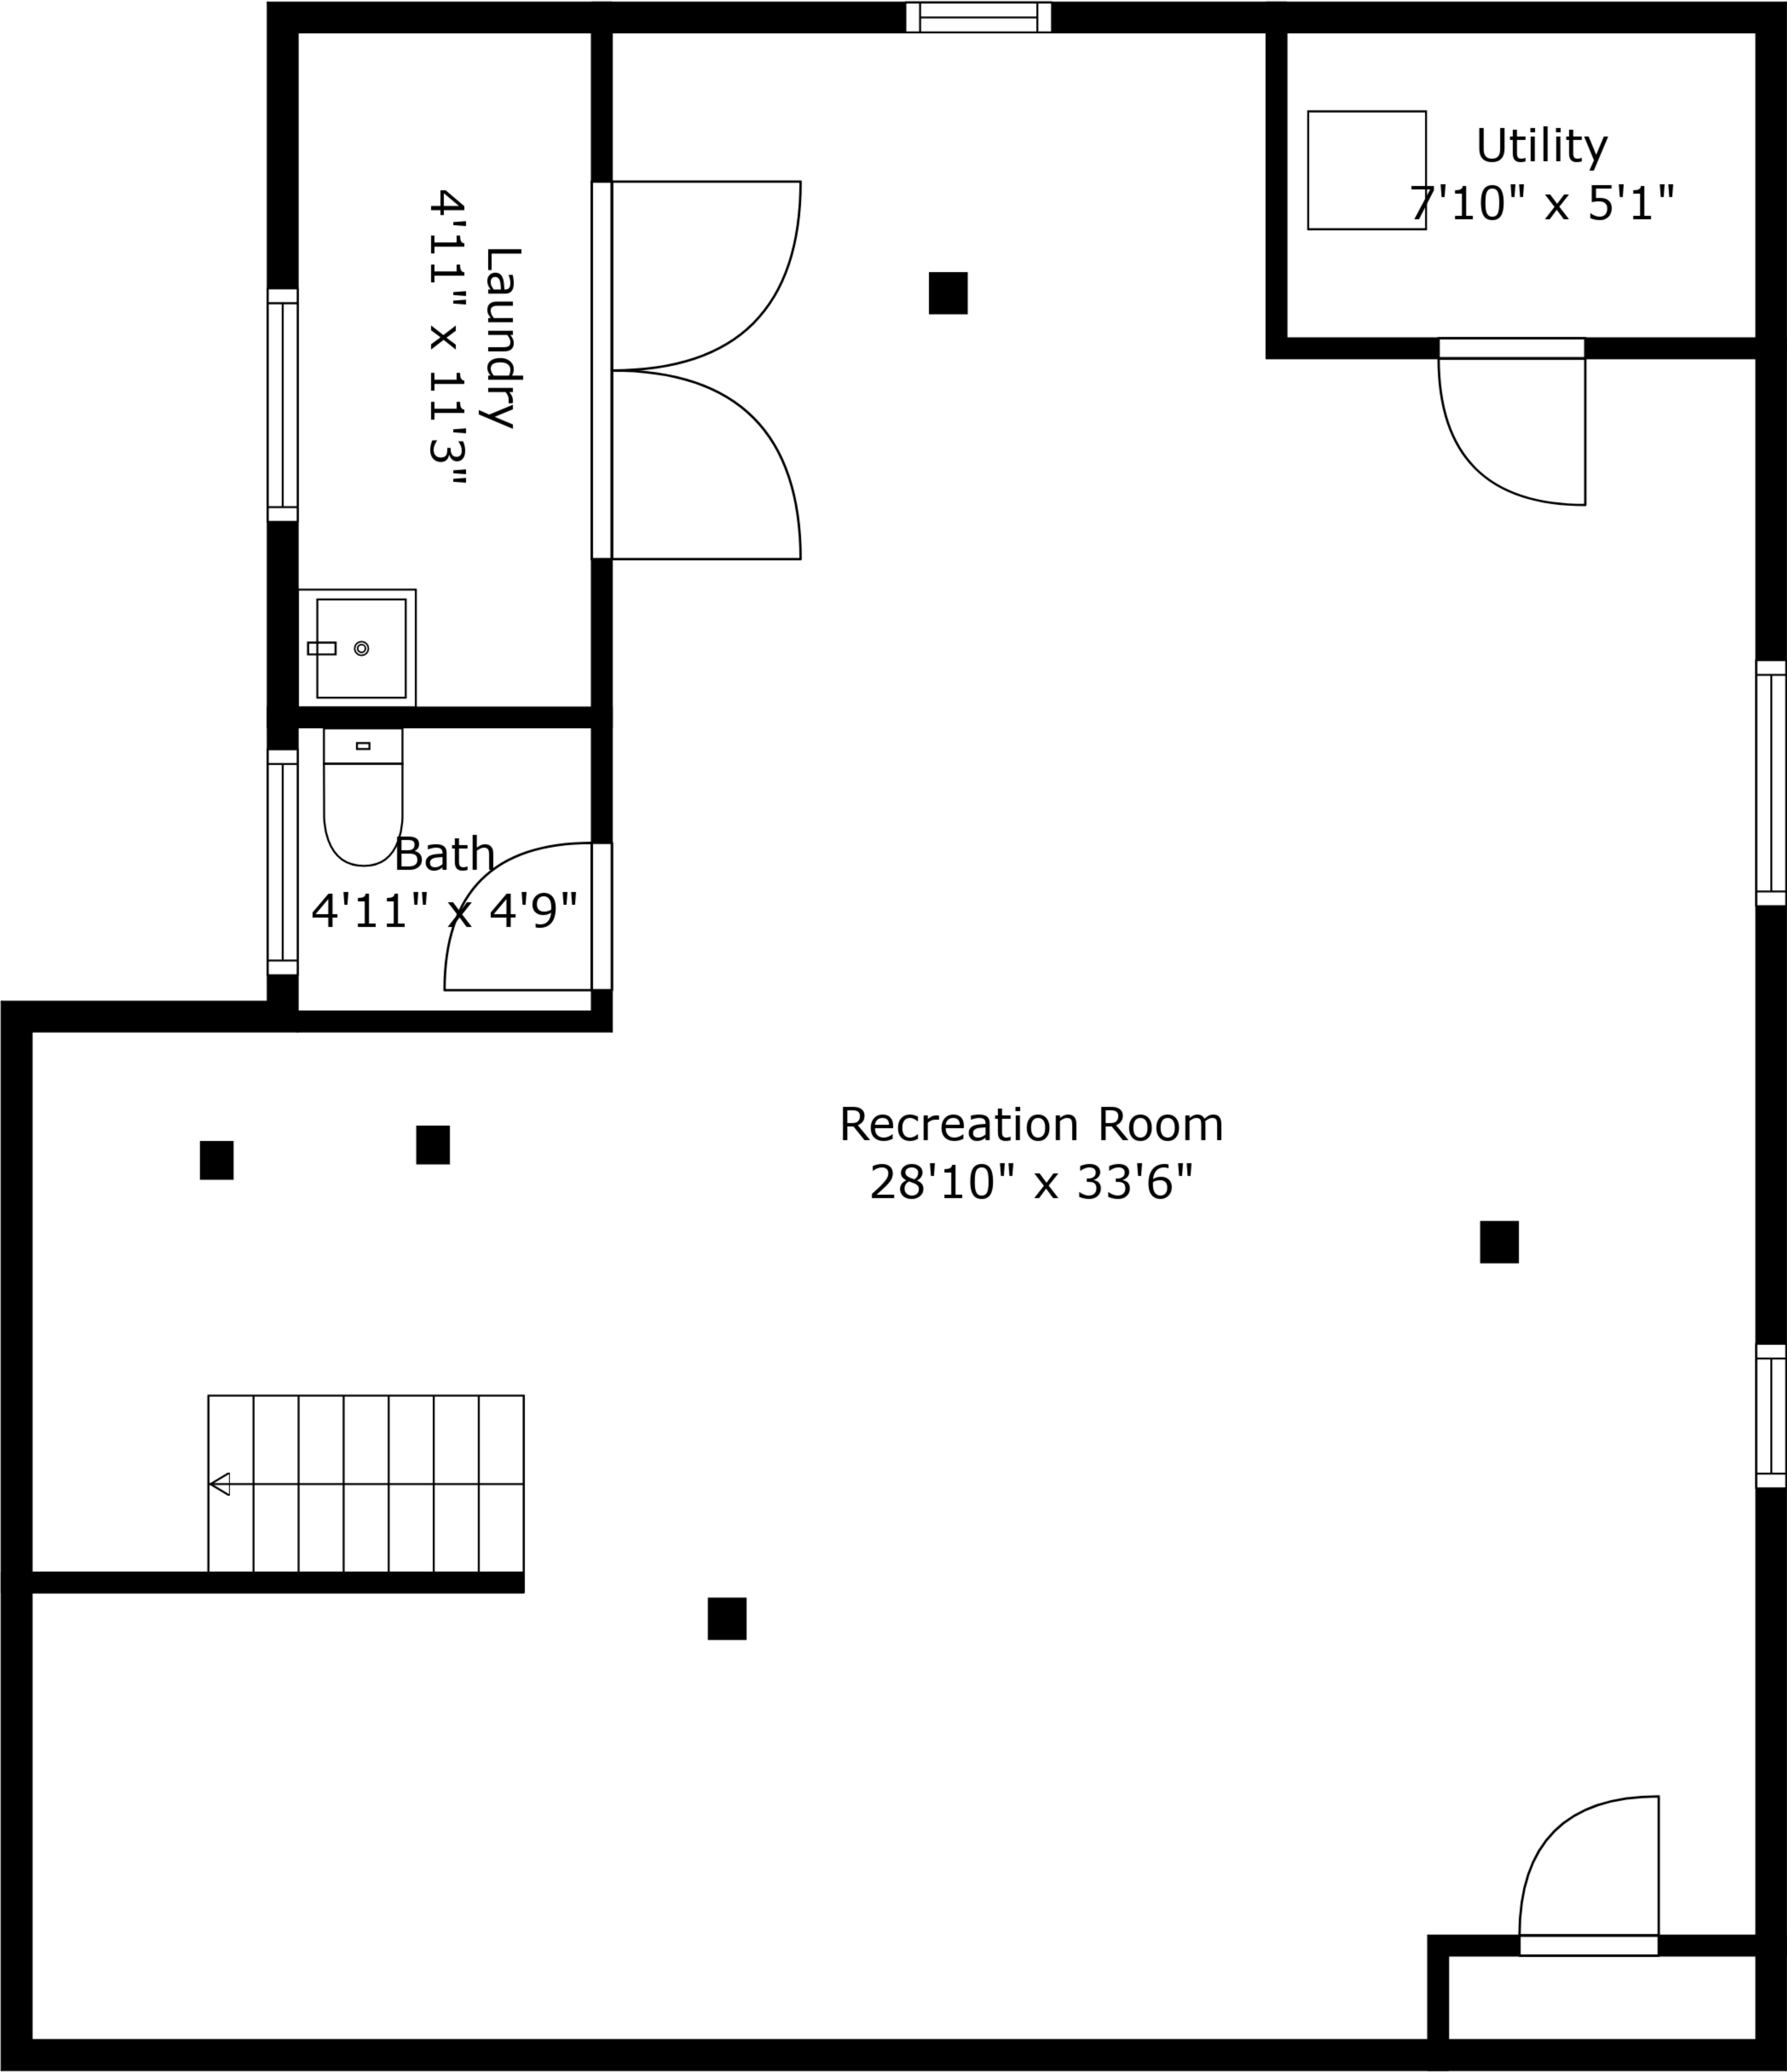 Utility
7'10" x 5'1"
Laundry
4'11" x 11'3"
Bath
4'11" x 4'9"
Recreation Room
28'10" x 33'6"